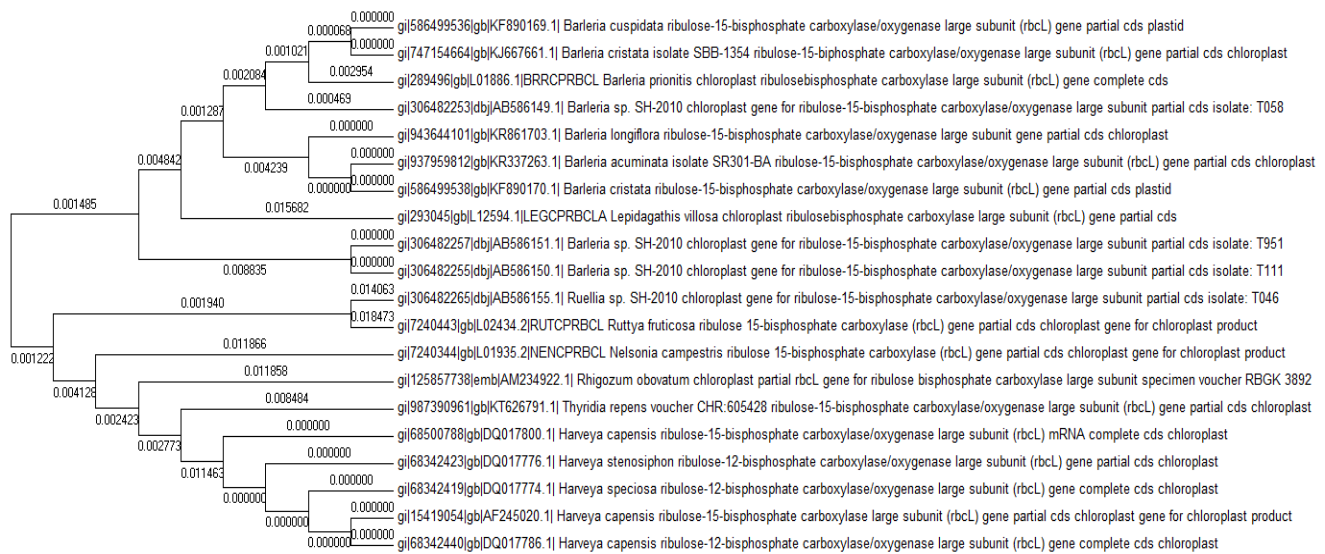 0.000000
gi|586499536|gb|KF890169.1| Barleria cuspidata ribulose-15-bisphosphate carboxylase/oxygenase large subunit (rbcL) gene partial cds plastid
0.000068
0.000000
gi|747154664|gb|KJ667661.1| Barleria cristata isolate SBB-1354 ribulose-15-biphosphate carboxylase/oxygenase large subunit (rbcL) gene partial cds chloroplast
0.001021
0.002954
gi|289496|gb|L01886.1|BRRCPRBCL Barleria prionitis chloroplast ribulosebisphosphate carboxylase large subunit (rbcL) gene complete cds
0.002084
0.000469
gi|306482253|dbj|AB586149.1| Barleria sp. SH-2010 chloroplast gene for ribulose-15-bisphosphate carboxylase/oxygenase large subunit partial cds isolate: T058
0.001287
0.000000
gi|943644101|gb|KR861703.1| Barleria longiflora ribulose-15-bisphosphate carboxylase/oxygenase large subunit gene partial cds chloroplast
0.004239
0.000000
gi|937959812|gb|KR337263.1| Barleria acuminata isolate SR301-BA ribulose-15-bisphosphate carboxylase/oxygenase large subunit (rbcL) gene partial cds chloroplast
0.004842
0.000000
0.000000
gi|586499538|gb|KF890170.1| Barleria cristata ribulose-15-bisphosphate carboxylase/oxygenase large subunit (rbcL) gene partial cds plastid
0.001485
0.015682
gi|293045|gb|L12594.1|LEGCPRBCLA Lepidagathis villosa chloroplast ribulosebisphosphate carboxylase large subunit (rbcL) gene partial cds
0.000000
gi|306482257|dbj|AB586151.1| Barleria sp. SH-2010 chloroplast gene for ribulose-15-bisphosphate carboxylase/oxygenase large subunit partial cds isolate: T951
0.008835
0.000000
gi|306482255|dbj|AB586150.1| Barleria sp. SH-2010 chloroplast gene for ribulose-15-bisphosphate carboxylase/oxygenase large subunit partial cds isolate: T111
0.001940
0.014063
gi|306482265|dbj|AB586155.1| Ruellia sp. SH-2010 chloroplast gene for ribulose-15-bisphosphate carboxylase/oxygenase large subunit partial cds isolate: T046
0.018473
gi|7240443|gb|L02434.2|RUTCPRBCL Ruttya fruticosa ribulose 15-bisphosphate carboxylase (rbcL) gene partial cds chloroplast gene for chloroplast product
0.001222
0.011866
gi|7240344|gb|L01935.2|NENCPRBCL Nelsonia campestris ribulose 15-bisphosphate carboxylase (rbcL) gene partial cds chloroplast gene for chloroplast product
0.004128
0.011858
gi|125857738|emb|AM234922.1| Rhigozum obovatum chloroplast partial rbcL gene for ribulose bisphosphate carboxylase large subunit specimen voucher RBGK 3892
0.002423
0.008484
gi|987390961|gb|KT626791.1| Thyridia repens voucher CHR:605428 ribulose-15-bisphosphate carboxylase/oxygenase large subunit (rbcL) gene partial cds chloroplast
0.002773
0.000000
gi|68500788|gb|DQ017800.1| Harveya capensis ribulose-15-bisphosphate carboxylase/oxygenase large subunit (rbcL) mRNA complete cds chloroplast
0.011463
0.000000
gi|68342423|gb|DQ017776.1| Harveya stenosiphon ribulose-12-bisphosphate carboxylase/oxygenase large subunit (rbcL) gene partial cds chloroplast
0.000000
0.000000
gi|68342419|gb|DQ017774.1| Harveya speciosa ribulose-12-bisphosphate carboxylase/oxygenase large subunit (rbcL) gene complete cds chloroplast
0.000000
0.000000
gi|15419054|gb|AF245020.1| Harveya capensis ribulose-15-bisphosphate carboxylase large subunit (rbcL) gene partial cds chloroplast gene for chloroplast product
0.000000
0.000000
gi|68342440|gb|DQ017786.1| Harveya capensis ribulose-12-bisphosphate carboxylase/oxygenase large subunit (rbcL) gene complete cds chloroplast